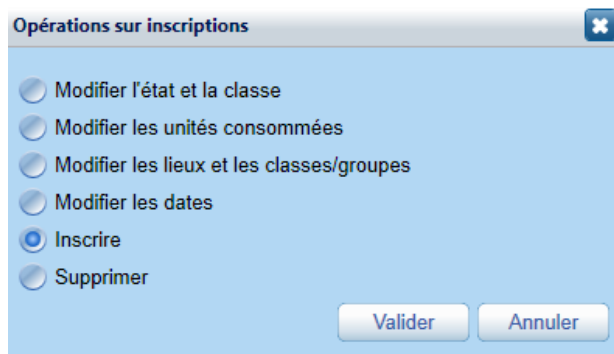 Opérations sur inscriptions
Modifier l'état et la classe
Modifier les unités consommées
Modifier les lieux et les classes/groupes
Modifier les dates
Inscrire
Supprimer
Valider Annuler